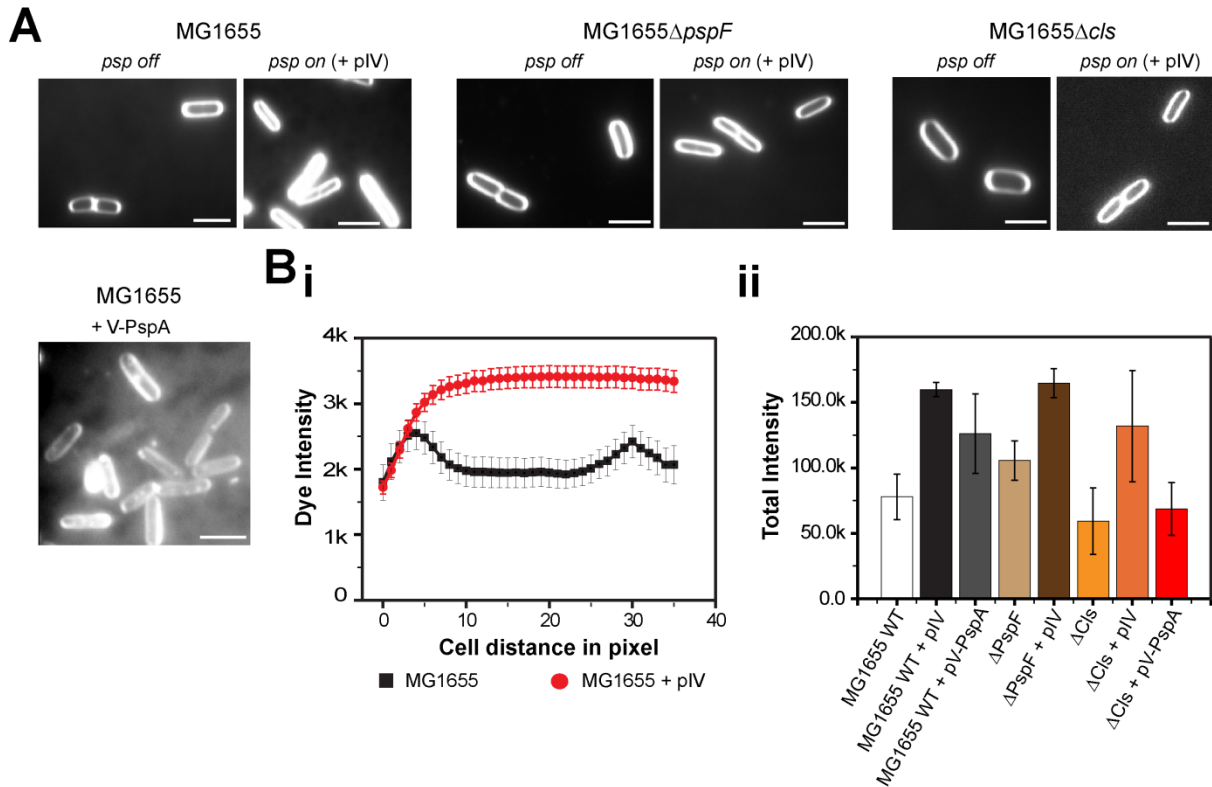 A
MG1655
psp off
psp on (+ pIV)
MG1655ΔpspF
psp off
psp on (+ pIV)
MG1655Δcls
psp off
psp on (+ pIV)
MG1655
+ V-PspA
B i
4k
3k
2k
1k
0
Dye Intensity
0 10 20 30 40
Cell distance in pixel
MG1655
MG1655 + pIV
ii
200.0k
150.0k
100.0k
50.0k
0.0
Total Intensity
MG1655 WT
MG1655 WT + pIV
MG1655 WT + pV-PspA
ΔPspF
ΔPspF + pIV
ΔCls
ΔCls + pIV
ΔCls + pV-PspA